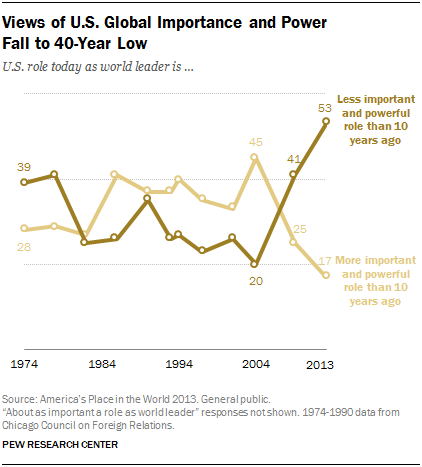 Views of U.S. Global Importance and Power
Fall to 40-Year Low
U.S. role today as world leader is ...
Less important
and powerful
role than 10
years ago
53
45
41
39
28
25
20
17
More important
and powerful
role than 10
years ago
1974 1984 1994 2004 2013
Source: America's Place in the World 2013. General public.
"About as important a role as world leader" responses not shown. 1974-1990 data from
Chicago Council on Foreign Relations.
PEW RESEARCH CENTER